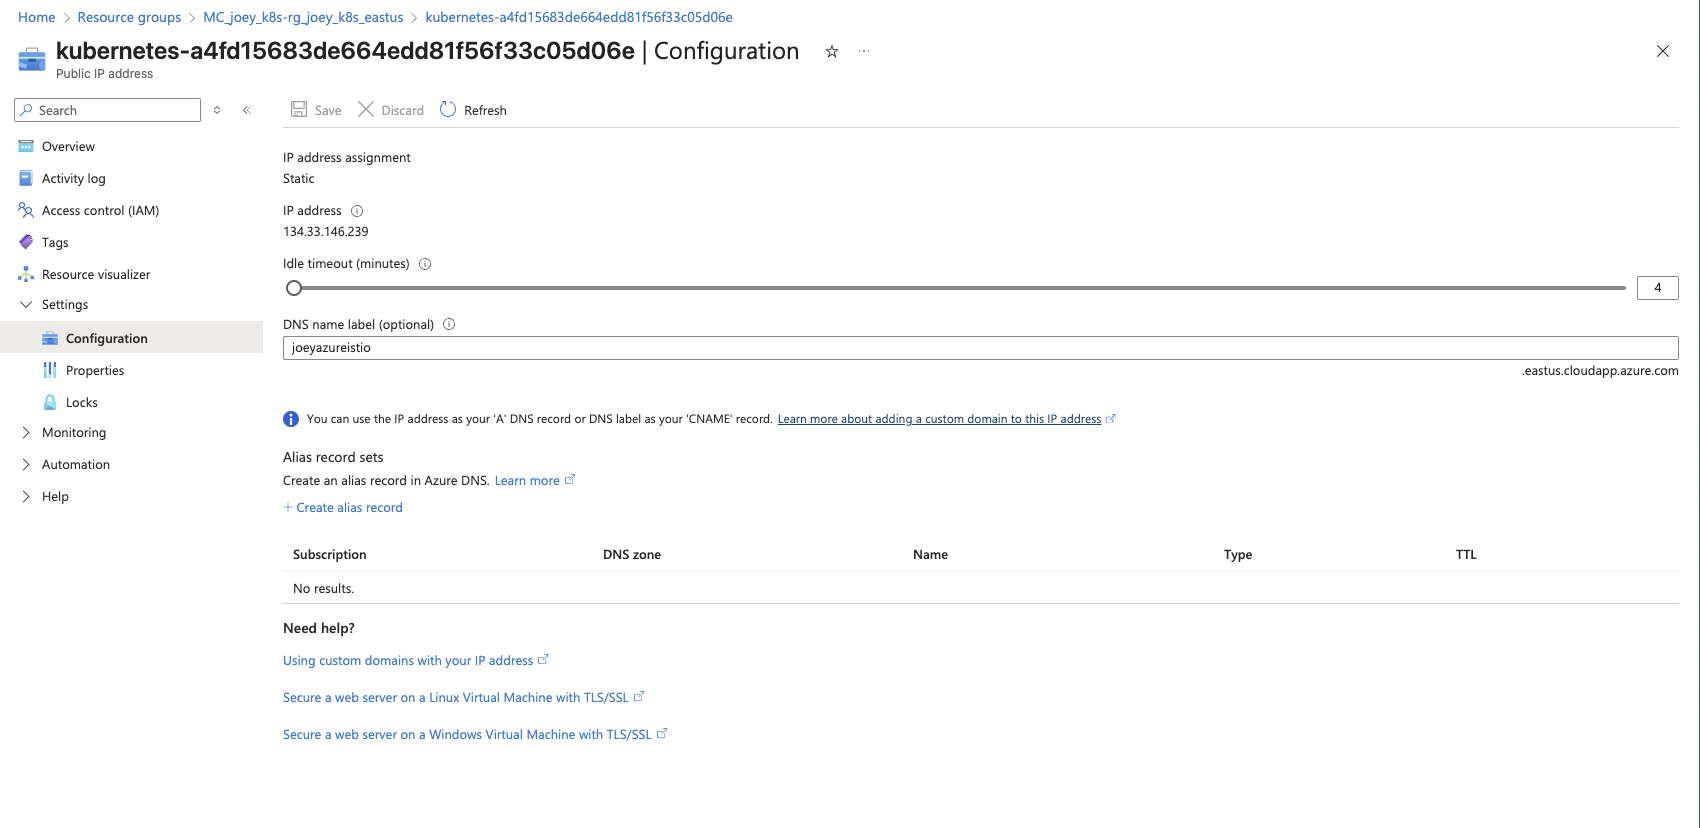 Home > Resource groups > MC_joey_k8s-rg_joey_k8s_eastus > kubernetes-a4fd15683de664edd81f56f33c05d06e
kubernetes-a4fd15683de664edd81f56f33c05d06e | Configuration
Public IP address
Search
Save Discard Refresh
Overview
Activity log
Access control (IAM)
Tags
Resource visualizer
Settings
Configuration
Properties
Locks
Monitoring
Automation
Help
IP address assignment
Static
IP address
134.33.146.239
Idle timeout (minutes)
4
DNS name label (optional)
joeyazureistio
.eastus.cloudapp.azure.com
You can use the IP address as your 'A' DNS record or DNS label as your 'CNAME' record. Learn more about adding a custom domain to this IP address
Alias record sets
Create an alias record in Azure DNS. Learn more
+ Create alias record
Subscription DNS zone Name Type TTL
No results.
Need help?
Using custom domains with your IP address
Secure a web server on a Linux Virtual Machine with TLS/SSL
Secure a web server on a Windows Virtual Machine with TLS/SSL